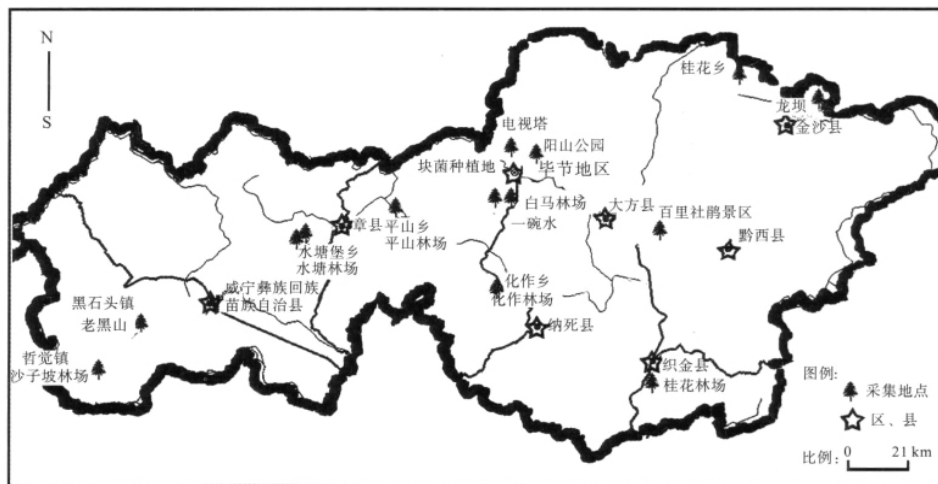 N
S
桂花乡
龙坝
金沙县
电视塔
阳山公园
块菌种植地
毕节地区
白马林场
一碗水
大方县
百里社鹃景区
黔西县
章县
平山乡
平山林场
水塘堡乡
水塘林场
化作乡
化作林场
威宁彝族回族
苗族自治县
黑石头镇
老黑山
纳死县
哲觉镇
沙子坡林场
织金县
桂花林场
图例:
采集地点
区、县
比例:
0 21 km